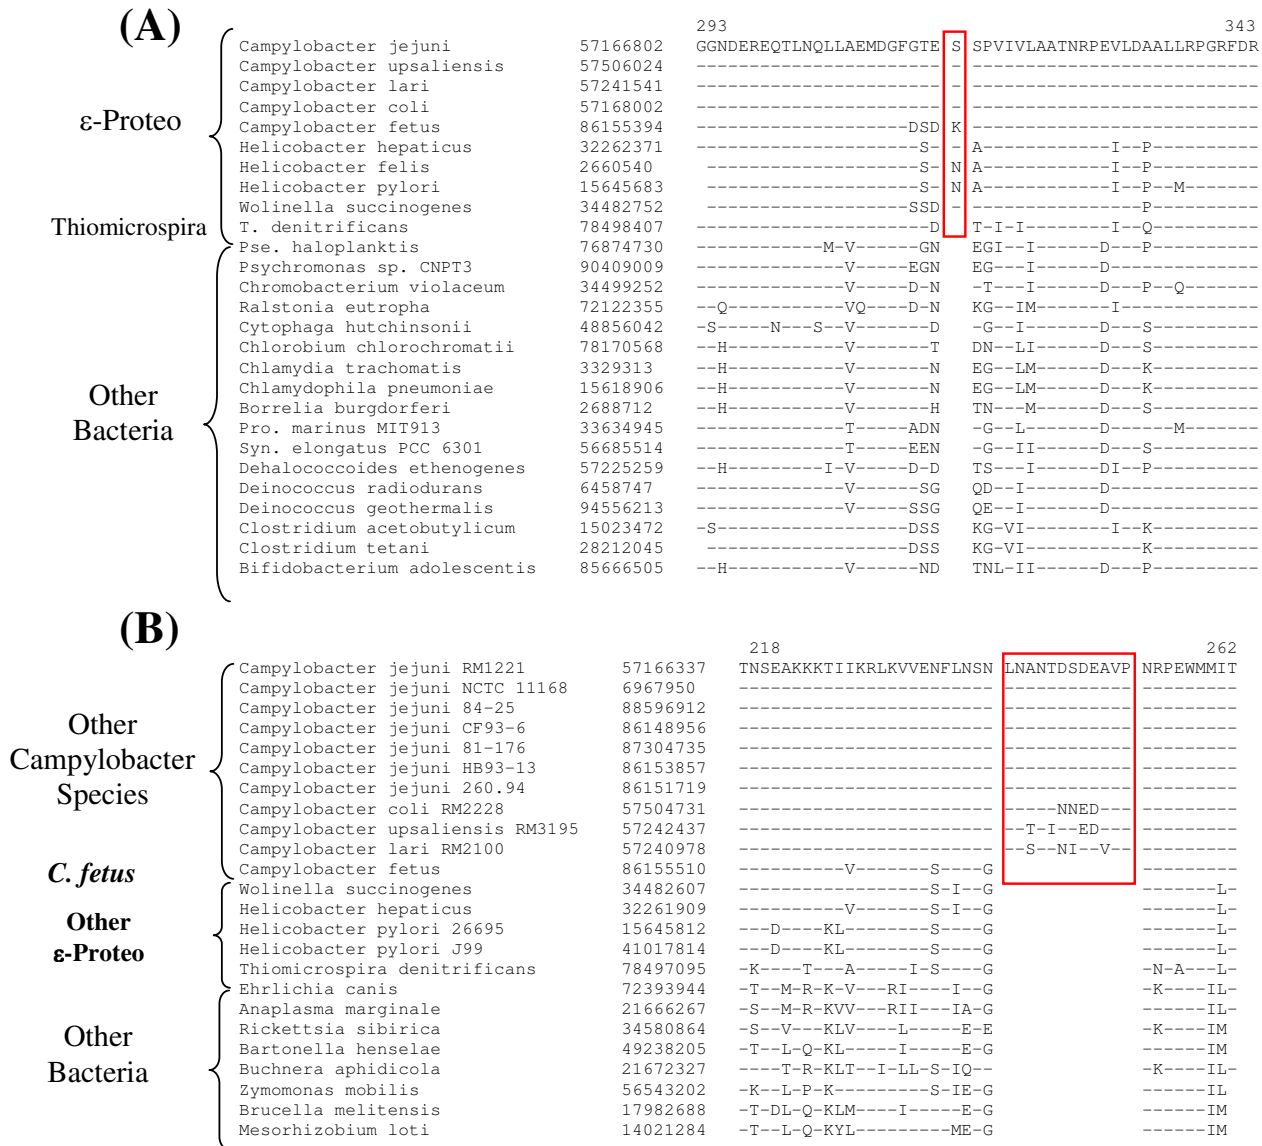 (A)
293 343
Campylobacter jejuni 57166802 GGNDEREQTLNQLLAEMDGFGTE S SPVIVLAATNRPEVLDAALLRPGRFDR
Campylobacter upsaliensis 57506024 ----------------------- - ---------------------------
Campylobacter lari 57241541 ----------------------- - ---------------------------
Campylobacter coli 57168002 ----------------------- - ---------------------------
ε-Proteo
Campylobacter fetus 86155394 --------------------DSD K ---------------------------
Helicobacter hepaticus 32262371 ---------------------S- - A------------I--P----------
Helicobacter felis 2660540 --------------------S- N A------------I--P----------
Helicobacter pylori 15645683 --------------------S- N A------------I--P--M-------
Wolinella succinogenes 34482752 -------------------SSD - ----------------P----------
Thiomicrospira
T. denitrificans 78498407 ---------------------D T-I-I--------I--Q----------
Pse. haloplanktis 76874730 ------------M-V------GN EGI--I------D---P----------
Psychromonas sp. CNPT3 90409009 --------------V-----EGN EG---I------D--------------
Chromobacterium violaceum 34499252 --------------V-----D-N -T---I------D---P--Q-------
Ralstonia eutropha 72122355 --Q-----------VQ----D-N KG--IM-------I-------------
Cytophaga hutchinsonii 48856042 -S-----N---S--V-------D -G--I-------D---S----------
Chlorobium chlorochromatii 78170568 --H-----------V-------T DN--LI------D---S----------
Chlamydia trachomatis 3329313 --H-----------V-------N EG--LM------D---K----------
Other
Bacteria
Chlamydophila pneumoniae 15618906 --H-----------V-------N EG--LM------D---K----------
Borrelia burgdorferi 2688712 --H-----------V-------H TN---M------D---S----------
Pro. marinus MIT913 33634945 --------------T-----ADN -G--L-------D------M-------
Syn. elongatus PCC 6301 56685514 --------------T-----EEN -G--II------D---S----------
Dehalococcoides ethenogenes 57225259 --H---------I-V-----D-D TS---I------DI--P----------
Deinococcus radiodurans 6458747 --------------V------SG QD--I-------D--------------
Deinococcus geothermalis 94556213 --------------V-----SSG QE--I-------D--------------
Clostridium acetobutylicum 15023472 -S------------------DSS KG-VI--------I--K----------
Clostridium tetani 28212045 -------------------DSS KG-VI-----------K----------
Bifidobacterium adolescentis 85666505 --H-----------V------ND TNL-II------D---P----------
(B)
218 262
Campylobacter jejuni RM1221 57166337 TNSEAKKKTIIKRLKVVENFLNSN LNANTDSDEAVP NRPEWMMIT
Campylobacter jejuni NCTC 11168 6967950 ------------------------ ------------ ---------
Campylobacter jejuni 84-25 88596912 ------------------------ ------------ ---------
Campylobacter jejuni CF93-6 86148956 ------------------------ ------------ ---------
Other
Campylobacter
Species
Campylobacter jejuni 81-176 87304735 ------------------------ ------------ ---------
Campylobacter jejuni HB93-13 86153857 ------------------------ ------------ ---------
Campylobacter jejuni 260.94 86151719 ------------------------ ------------ ---------
Campylobacter coli RM2228 57504731 ------------------------ -----NNED--- ---------
Campylobacter upsaliensis RM3195 57242437 ------------------------ --T-I--ED--- ---------
Campylobacter lari RM2100 57240978 ------------------------ --S--NI--V-- ---------
C. fetus
Campylobacter fetus 86155510 ----------V-------S----G ---------
Wolinella succinogenes 34482607 ------------------S-I--G -------L-
Helicobacter hepaticus 32261909 ----------V-------S-I--G -------L-
Other
ε-Proteo
Helicobacter pylori 26695 15645812 ---D----KL--------S----G -------L-
Helicobacter pylori J99 41017814 ---D----KL--------S----G -------L-
Thiomicrospira denitrificans 78497095 -K----T---A-----I-S----G -N-A---L-
Ehrlichia canis 72393944 -T--M-R-K-V---RI----I--G -K----IL-
Anaplasma marginale 21666267 -S--M-R-KVV---RII---IA-G ------IL-
Rickettsia sibirica 34580864 -S--V---KLV----L-----E-E -K----IM
Other
Bacteria
Bartonella henselae 49238205 -T--L-Q-KL-----I-----E-G ------IM
Buchnera aphidicola 21672327 ----T-R-KLT--I-LL-S-IQ-- -K----IL-
Zymomonas mobilis 56543202 -K--L-P-K---------S-IE-G ------IL
Brucella melitensis 17982688 -T-DL-Q-KLM----I-----E-G ------IM
Mesorhizobium loti 14021284 -T--L-Q-KYL---------ME-G ------IM